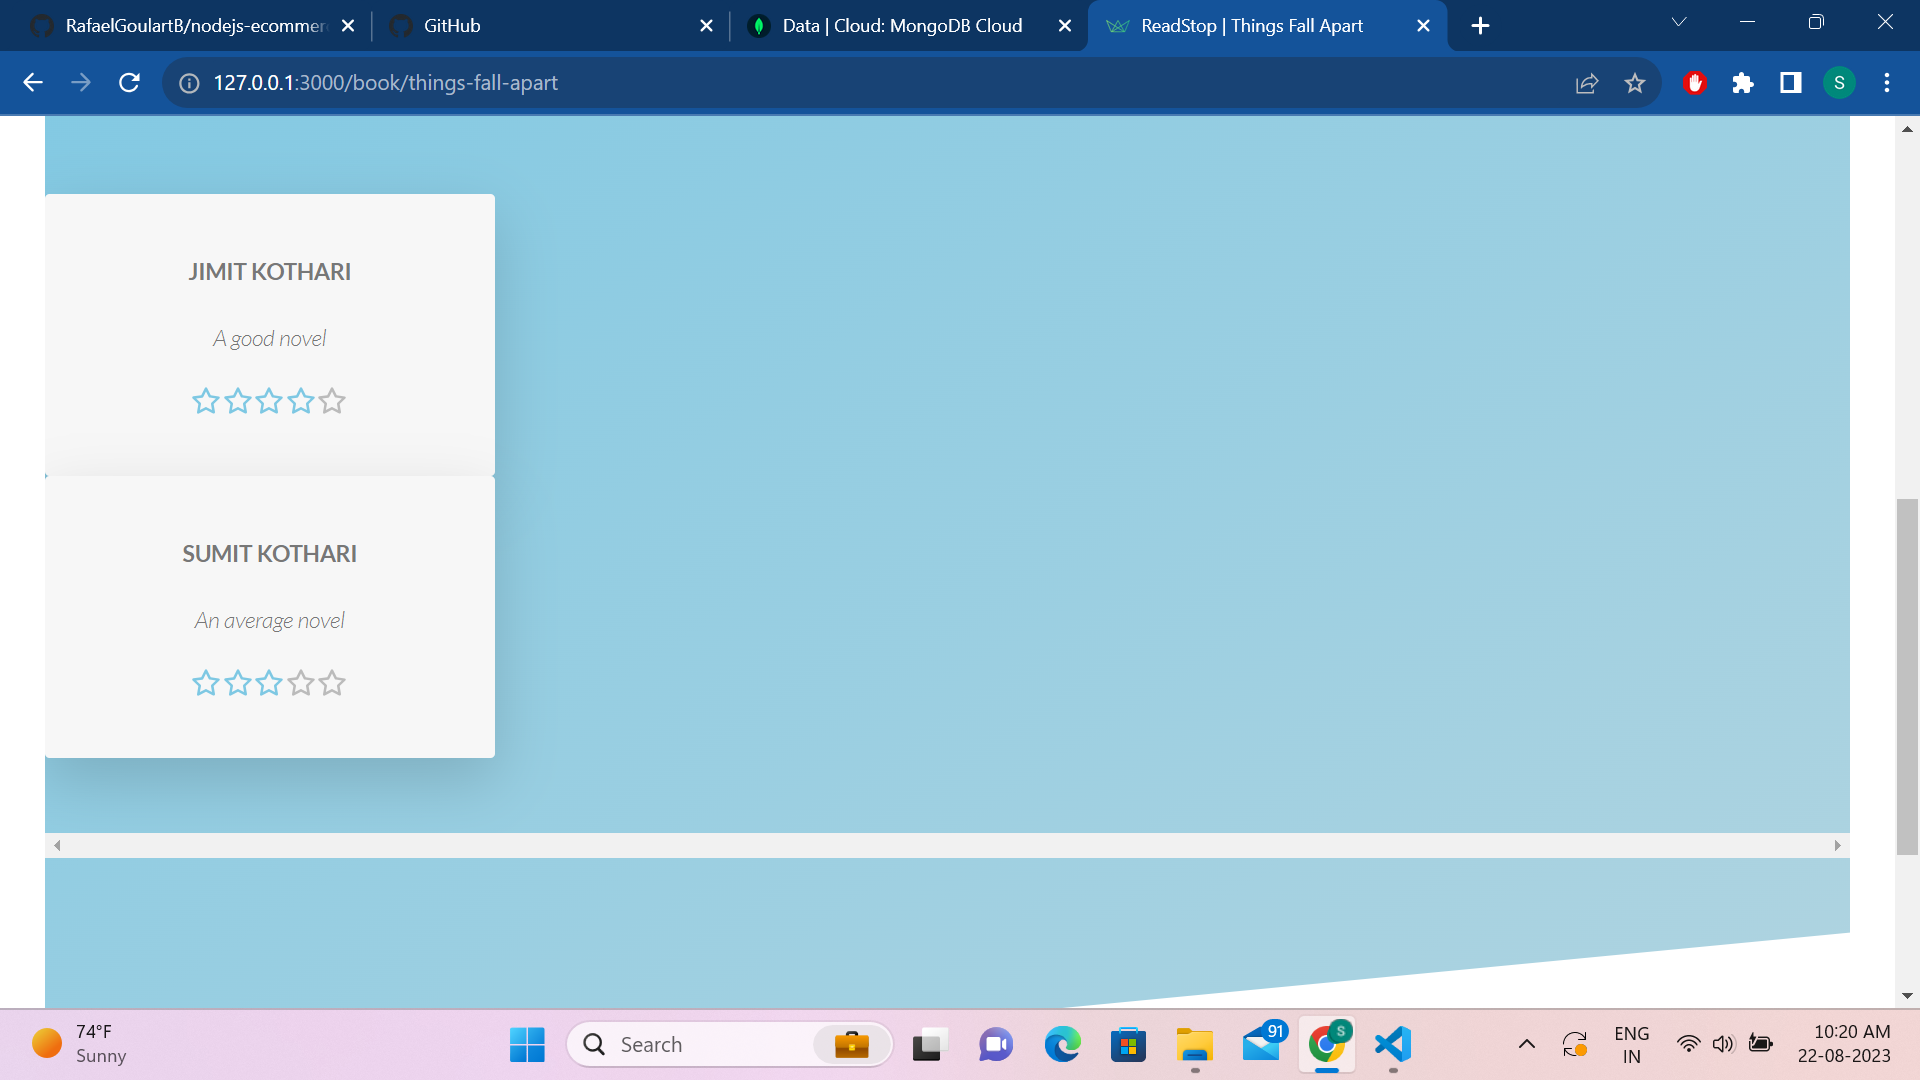 RafaelGoulartB/nodejs-ecommer
GitHub
Data | Cloud: MongoDB Cloud
ReadStop | Things Fall Apart
127.0.0.1:3000/book/things-fall-apart
S
JIMIT KOTHARI
A good novel
SUMIT KOTHARI
An average novel
74°F
Sunny
Search
91
S
ENG
IN
10:20 AM
22-08-2023